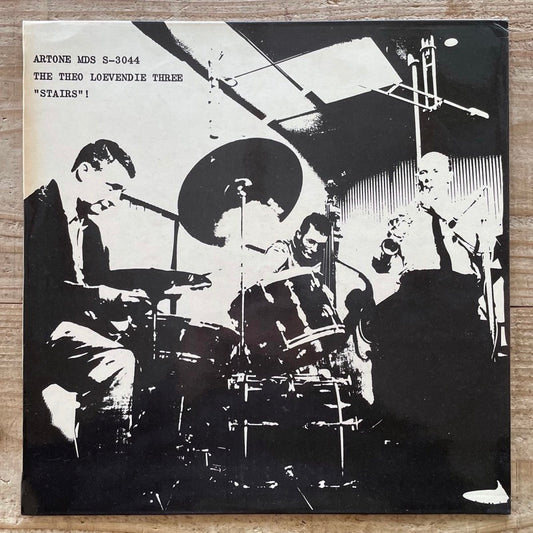 ARTONE MDS S-3044
THE THEO LOEVENDIE THREE
"STAIRS"!